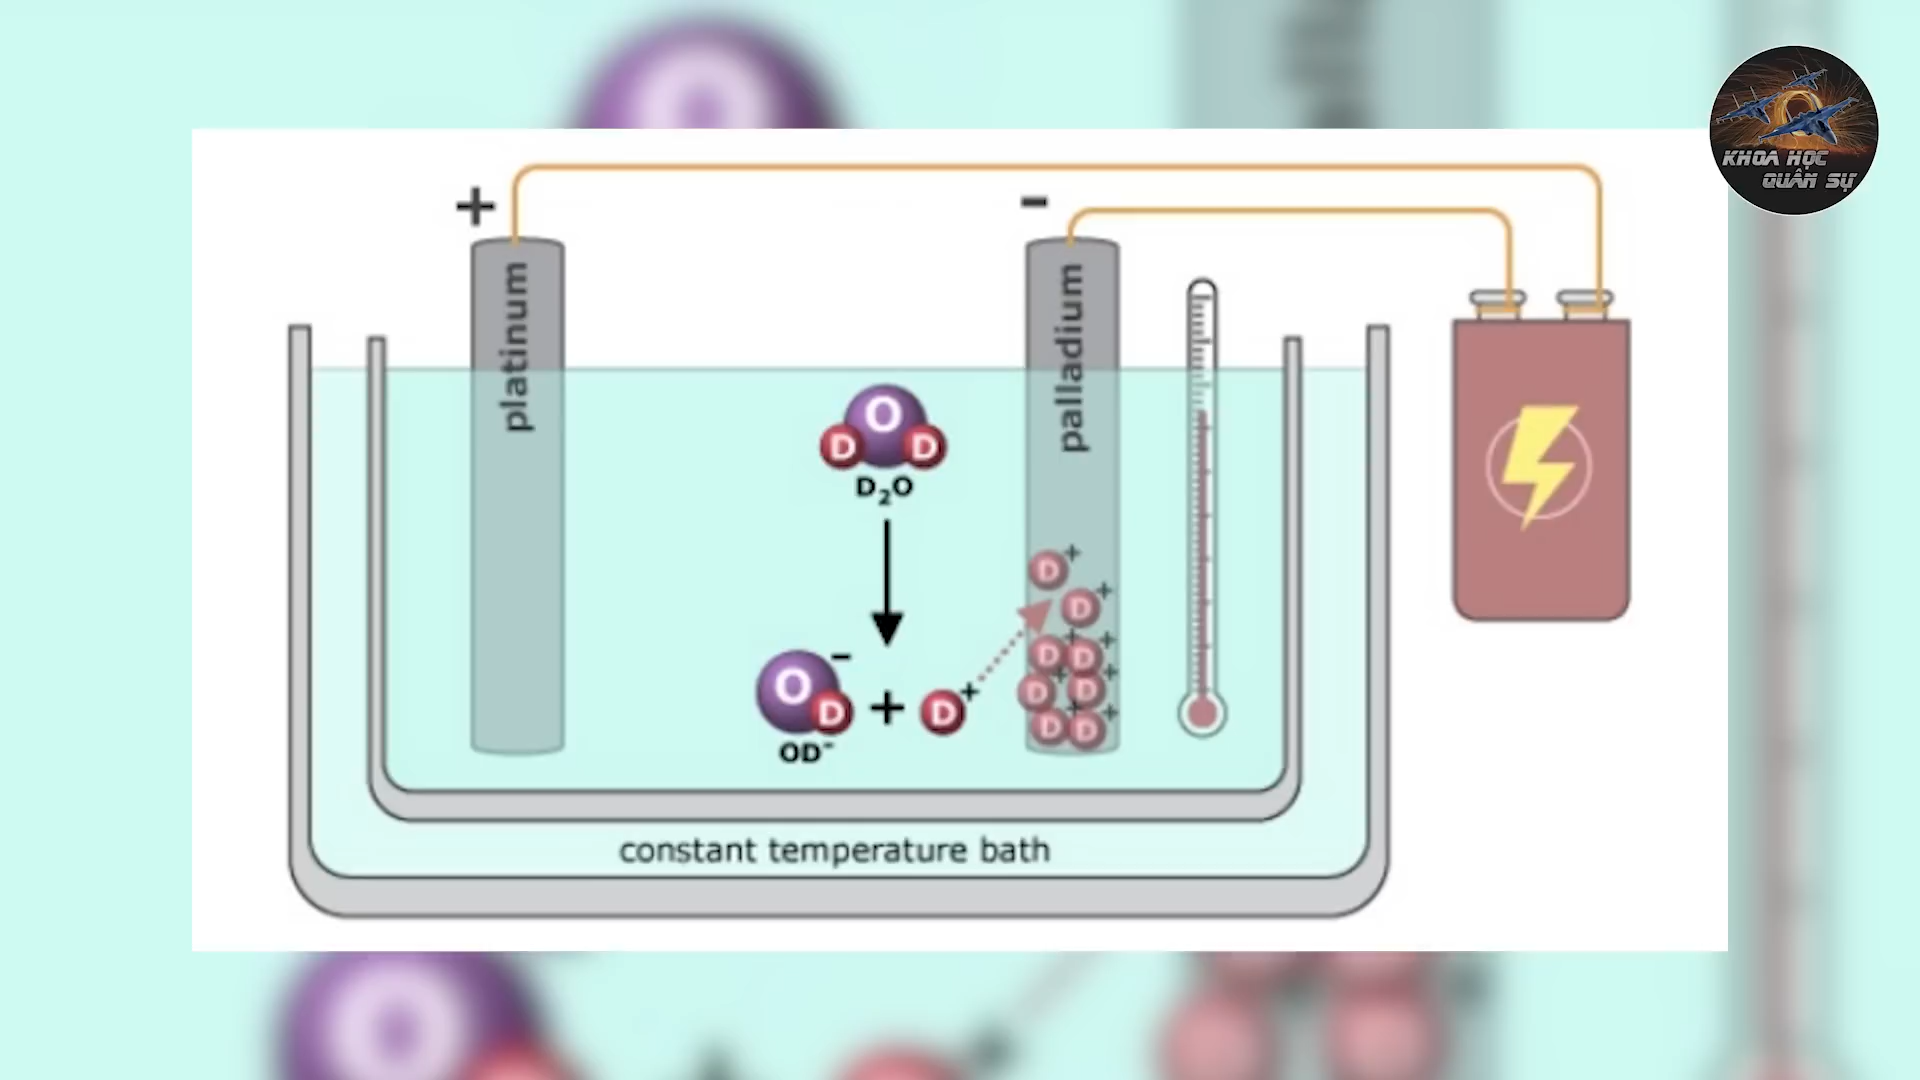 KHOA HỌC
QUÂN SỰ
+
-
platinum
palladium
O
D D
D₂O
D+
D+
D+ D+
D+ D+
D+ D+
O- D + D+
OD⁻
constant temperature bath